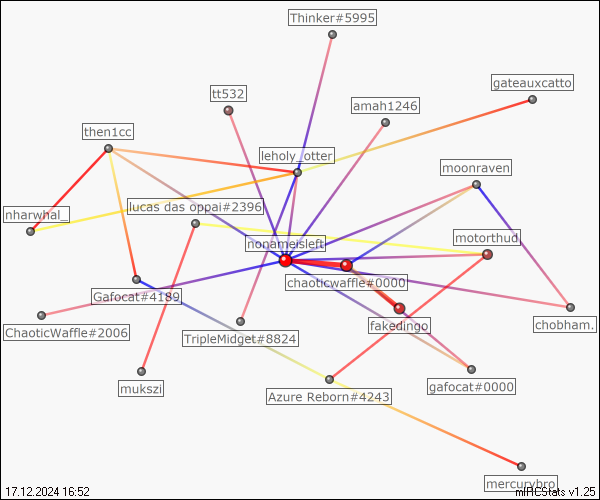 Thinker#5995
gateauxcatto
tt532
amah1246
then1cc
leholy_otter
moonraven
lucas das oppai#2396
nharwhal_
nonameisleft
motorthud
chaoticwaffle#0000
Gafocat#4189
ChaoticWaffle#2006
TripleMidget#8824
fakedingo
chobham.
mukszi
Azure Reborn#4243
gafocat#0000
mercurybro
17.12.2024 16:52
mIRCStats v1.25